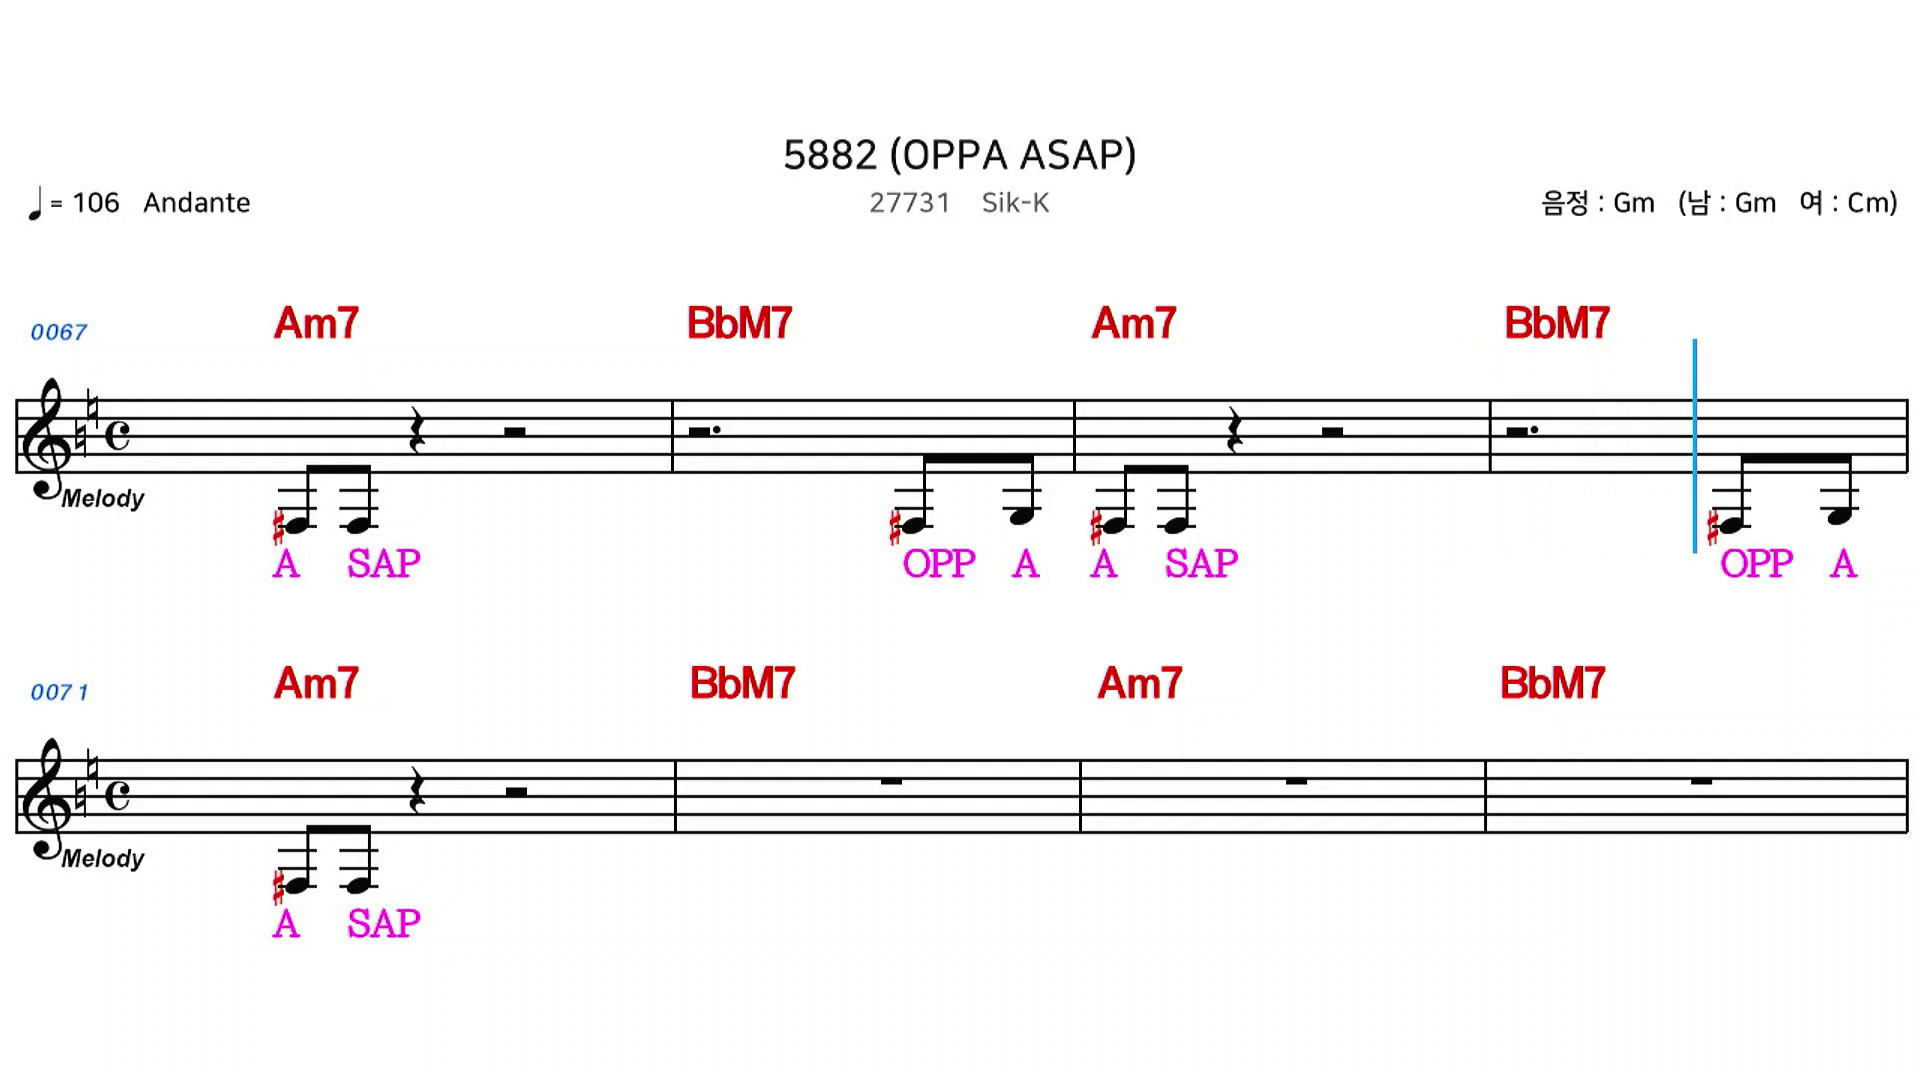 5882 (OPPA ASAP)
♩ = 106 Andante
27731 Sik-K
음정 : Gm (남 : Gm 여 : Cm)
0067 Am7 BbM7 Am7 BbM7
Melody
A SAP OPP A A SAP OPP A
0071 Am7 BbM7 Am7 BbM7
Melody
A SAP